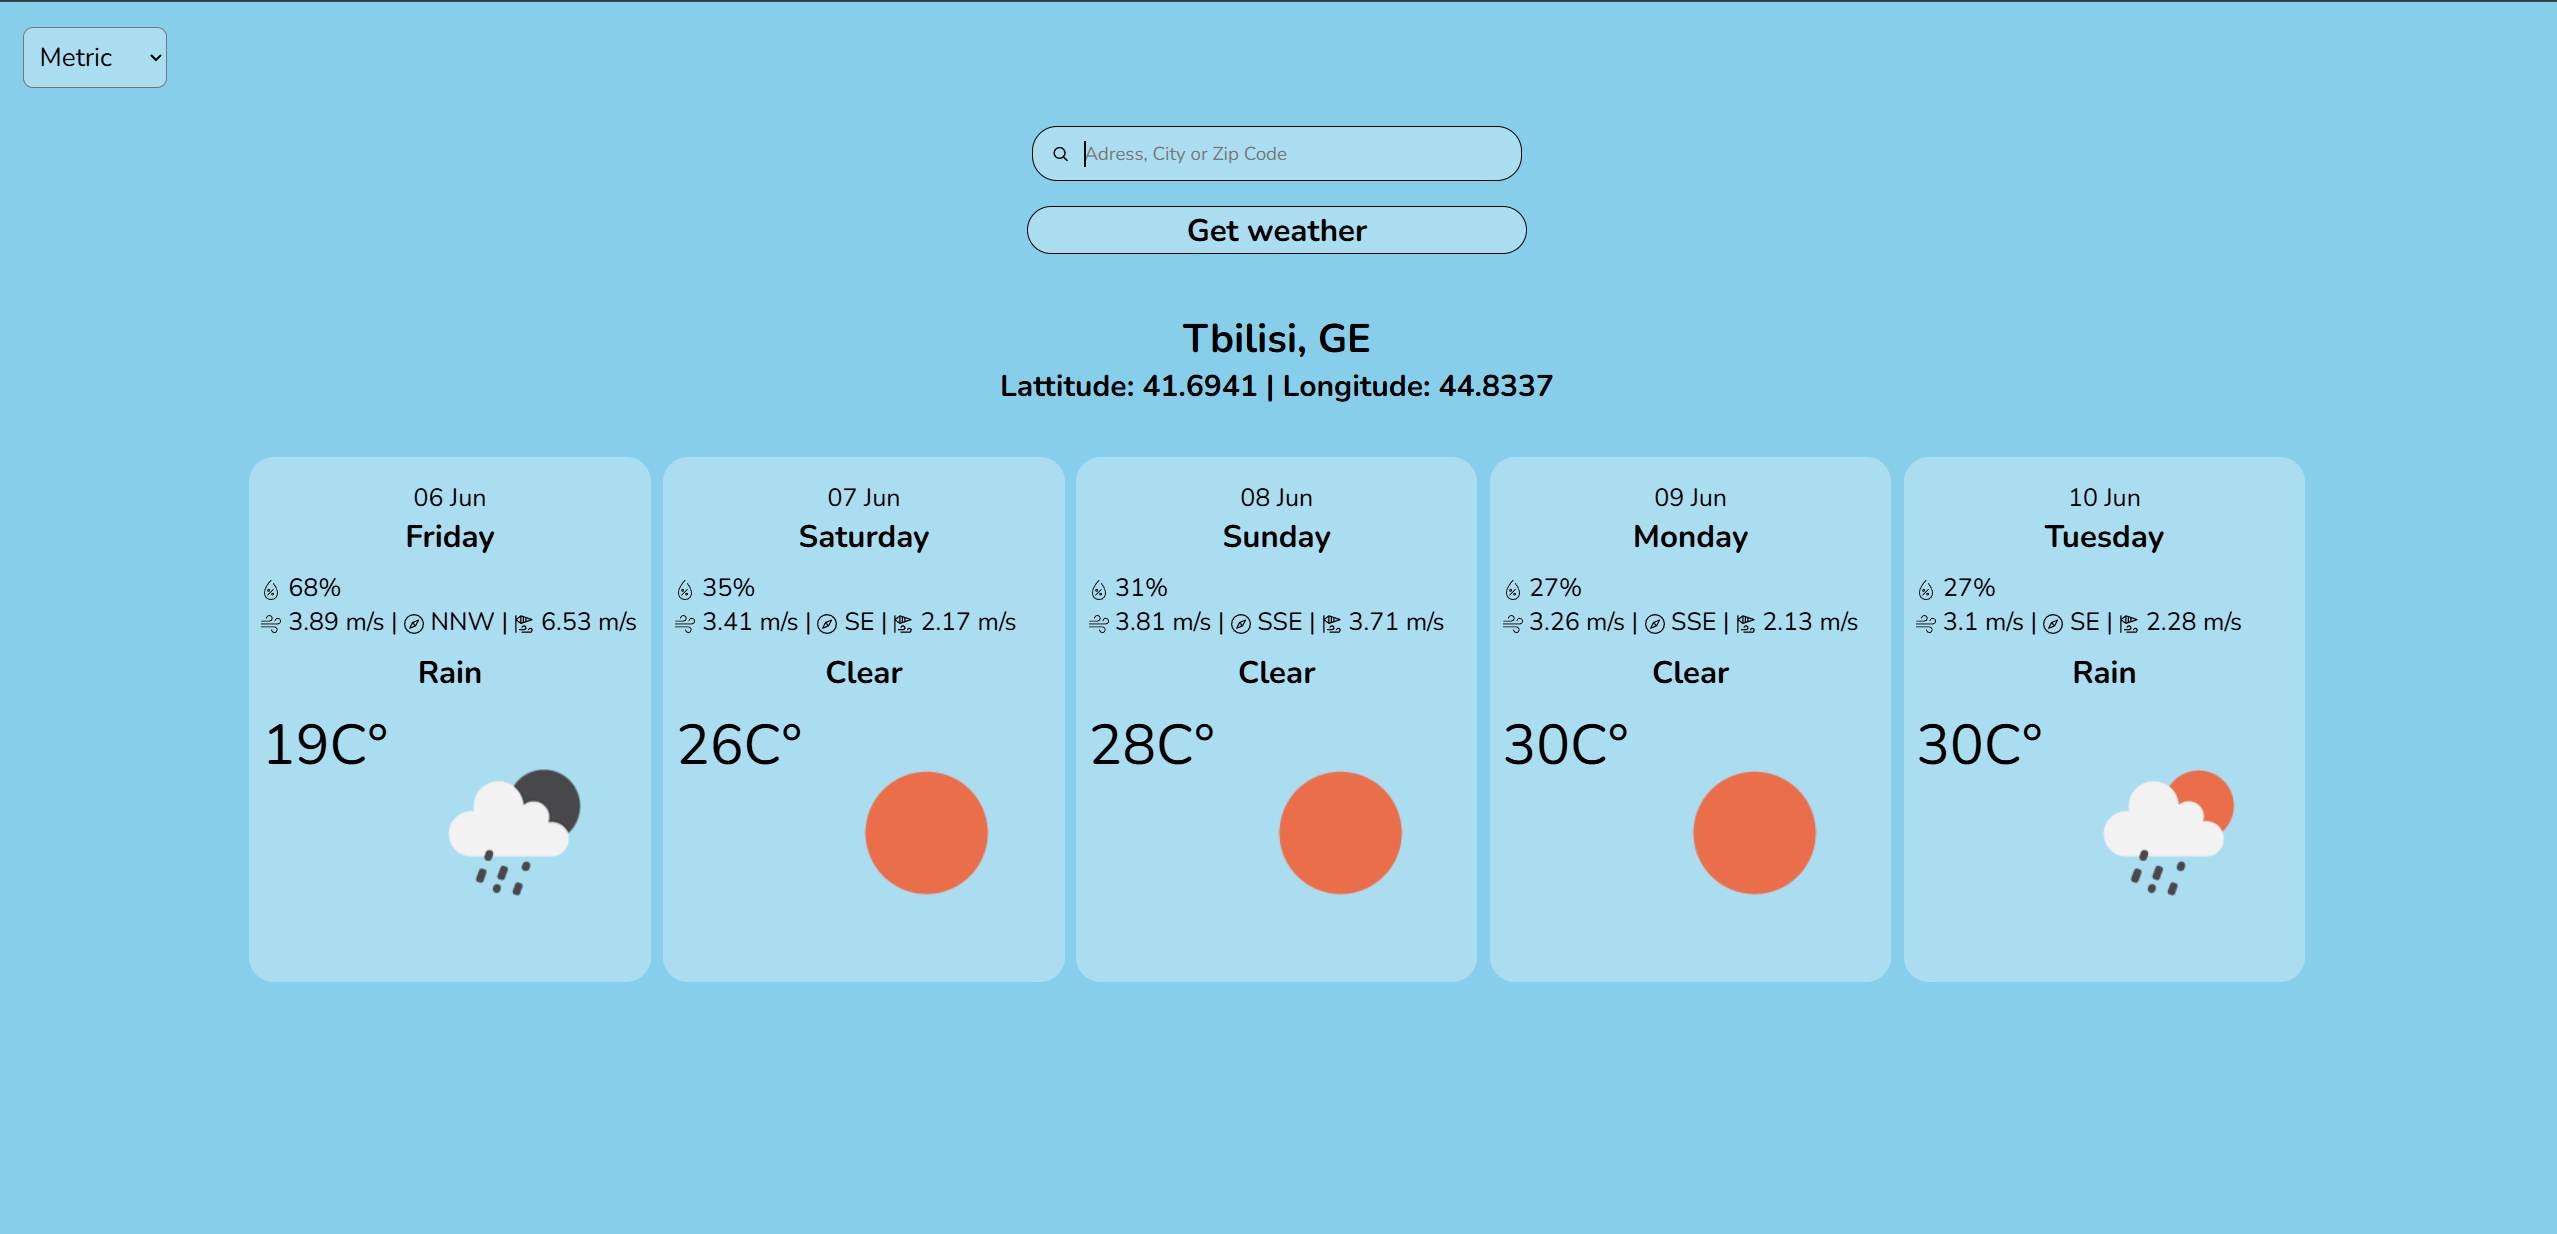 Metric
Adress, City or Zip Code
Get weather
Tbilisi, GE
Lattitude: 41.6941 | Longitude: 44.8337
06 Jun
Friday
68%
3.89 m/s | NNW | 6.53 m/s
Rain
19C°
07 Jun
Saturday
35%
3.41 m/s | SE | 2.17 m/s
Clear
26C°
08 Jun
Sunday
31%
3.81 m/s | SSE | 3.71 m/s
Clear
28C°
09 Jun
Monday
27%
3.26 m/s | SSE | 2.13 m/s
Clear
30C°
10 Jun
Tuesday
27%
3.1 m/s | SE | 2.28 m/s
Rain
30C°